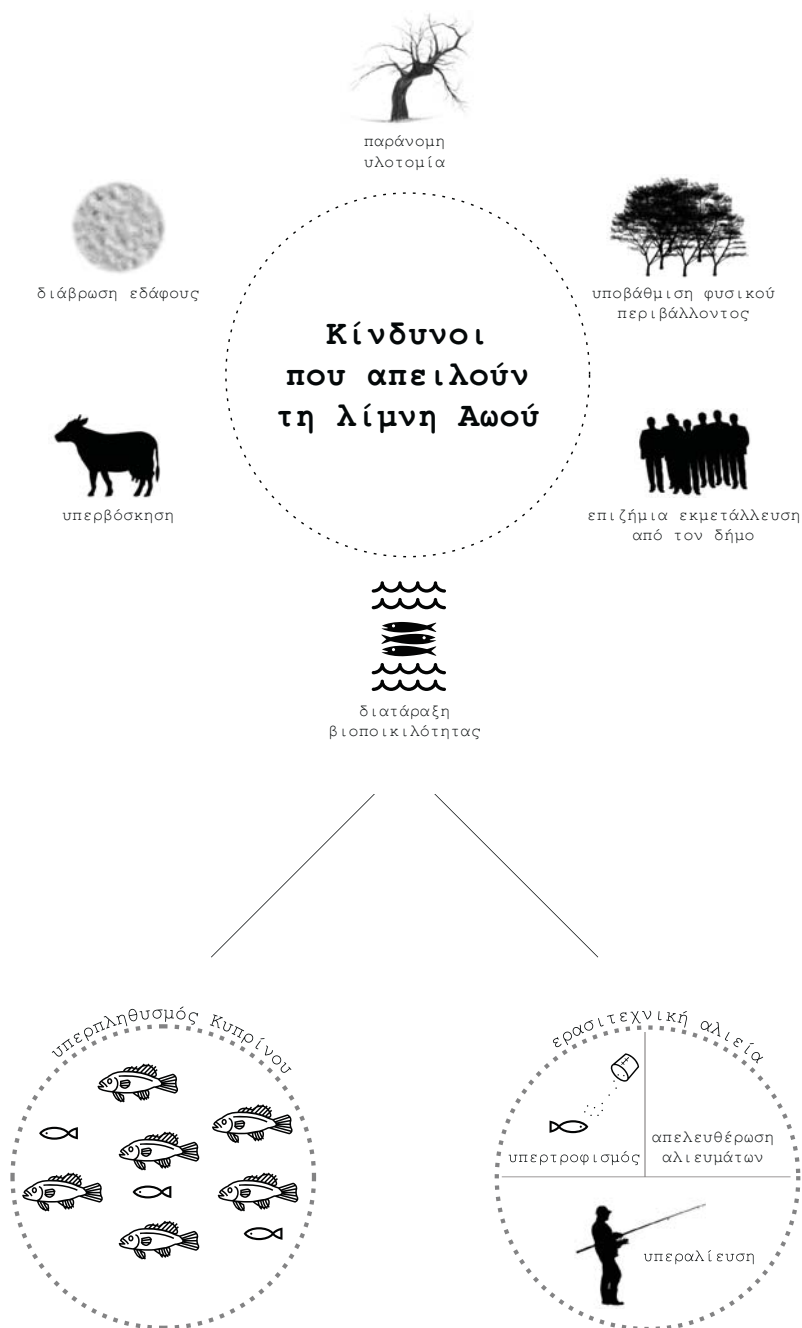 παράνομη
υλοτομία
διάβρωση εδάφους
υποβάθμιση φυσικού
περιβάλλοντος
Κίνδυνοι
που απειλούν
τη λίμνη Αωού
υπερβόσκηση
επιζήμια εκμετάλλευση
από τον δήμο
διατάραξη
βιοποικιλότητας
υπερπληθυσμός Κυπρίνου
ερασιτεχνική αλιεία
υπερτροφισμός
απελευθέρωση
αλιευμάτων
υπεραλίευση